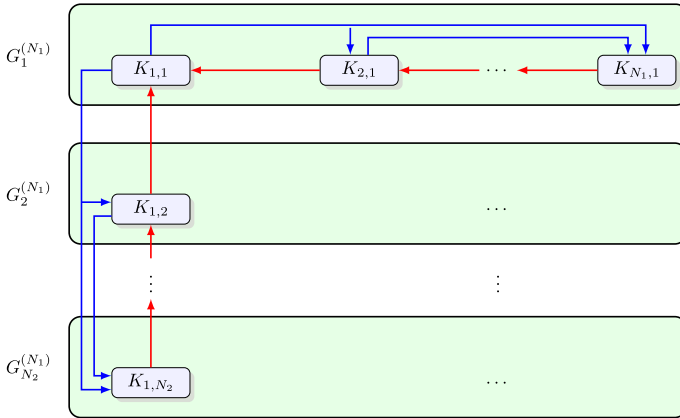 G_1^{(N_1)}
K_{1,1} K_{2,1} ⋯ K_{N_1,1}
G_2^{(N_1)}
K_{1,2} ⋯
⋮ ⋮
G_{N_2}^{(N_1)}
K_{1,N_2} ⋯